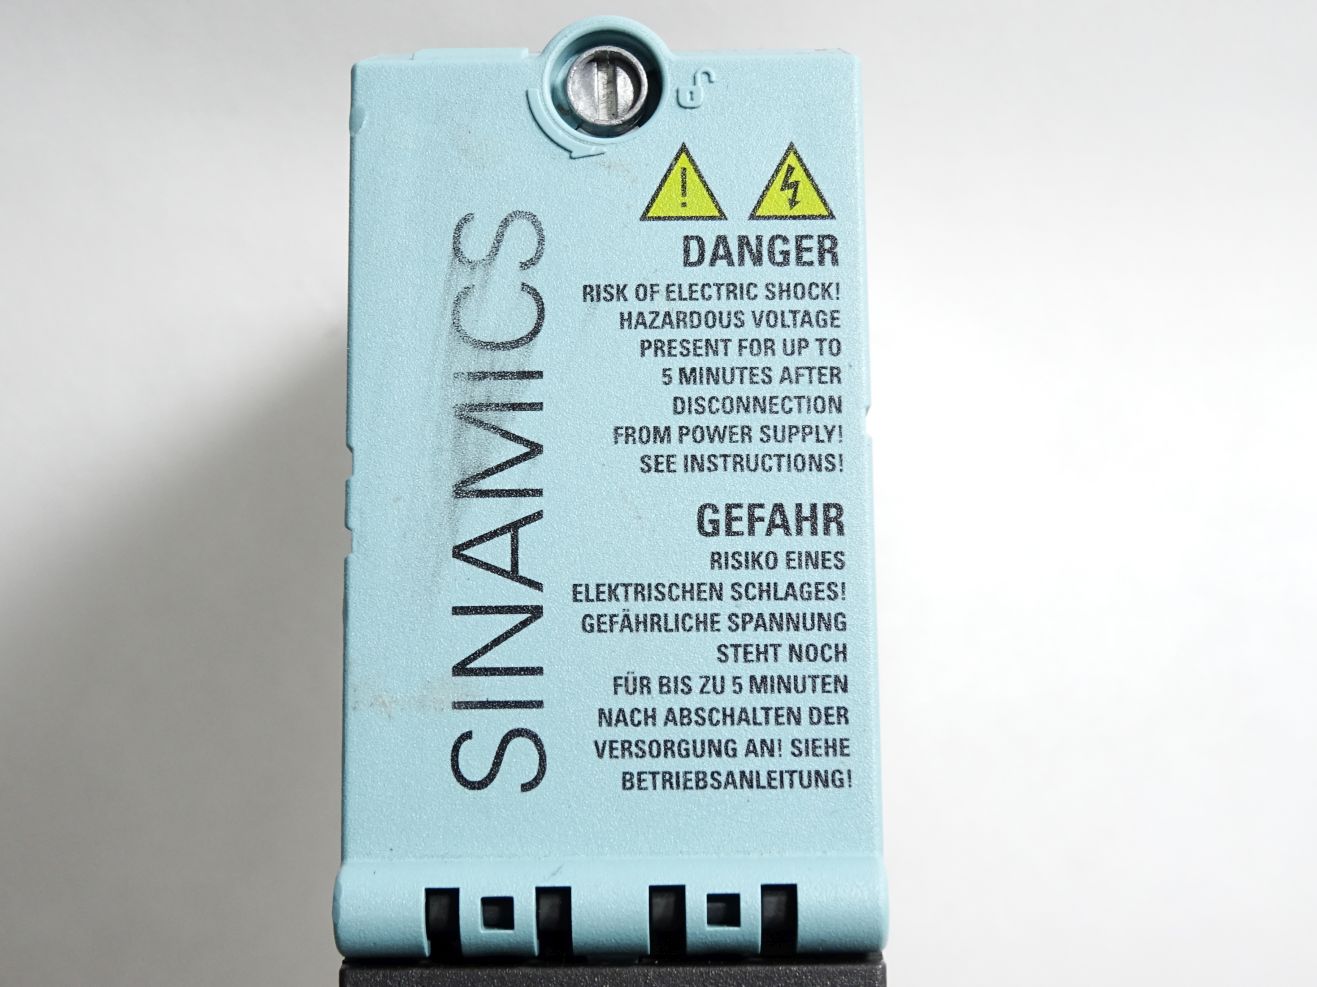 SINAMICS
DANGER
RISK OF ELECTRIC SHOCK!
HAZARDOUS VOLTAGE
PRESENT FOR UP TO
5 MINUTES AFTER
DISCONNECTION
FROM POWER SUPPLY!
SEE INSTRUCTIONS!
GEFAHR
RISIKO EINES
ELEKTRISCHEN SCHLAGES!
GEFÄHRLICHE SPANNUNG
STEHT NOCH
FÜR BIS ZU 5 MINUTEN
NACH ABSCHALTEN DER
VERSORGUNG AN! SIEHE
BETRIEBSANLEITUNG!